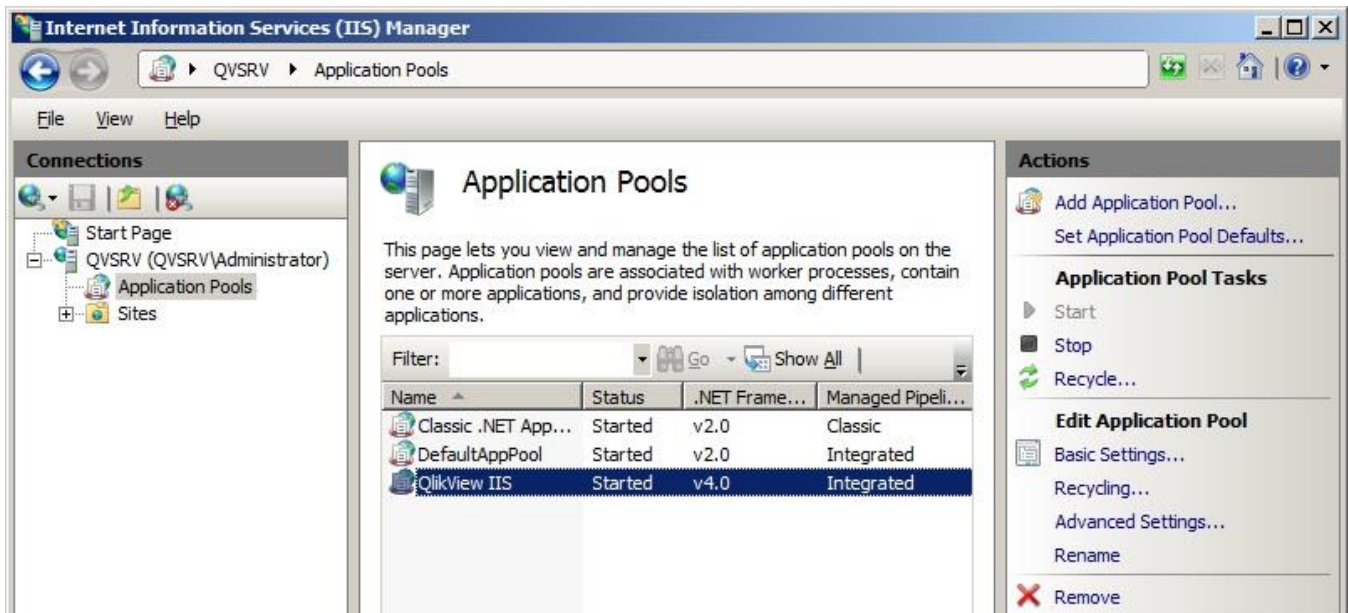 Internet Information Services (IIS) Manager
QVSRV Application Pools
File View Help
Connections
Start Page
QVSRV (QVSRV\Administrator)
Application Pools
Sites
Application Pools
This page lets you view and manage the list of application pools on the
server. Application pools are associated with worker processes, contain
one or more applications, and provide isolation among different
applications.
Filter: Go Show All
Name Status .NET Frame... Managed Pipeli...
Classic .NET App... Started v2.0 Classic
DefaultAppPool Started v2.0 Integrated
QlikView IIS Started v4.0 Integrated
Actions
Add Application Pool...
Set Application Pool Defaults...
Application Pool Tasks
Start
Stop
Recycle...
Edit Application Pool
Basic Settings...
Recycling...
Advanced Settings...
Rename
Remove